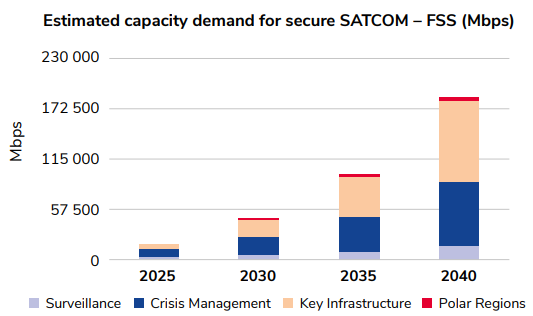 Estimated capacity demand for secure SATCOM – FSS (Mbps)
230 000
172 500
115 000
57 500
0
Mbps
2025 2030 2035 2040
Surveillance Crisis Management Key Infrastructure Polar Regions